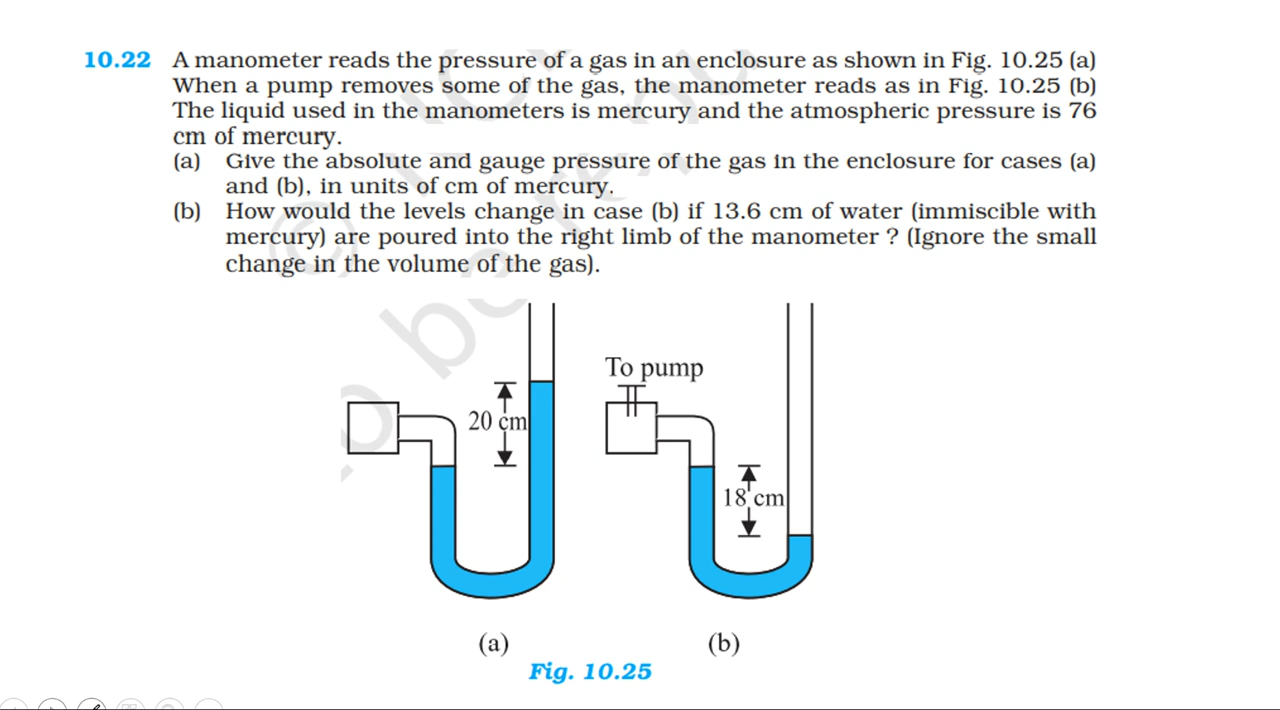 10.22 A manometer reads the pressure of a gas in an enclosure as shown in Fig. 10.25 (a)
When a pump removes some of the gas, the manometer reads as in Fig. 10.25 (b)
The liquid used in the manometers is mercury and the atmospheric pressure is 76
cm of mercury.
(a) Give the absolute and gauge pressure of the gas in the enclosure for cases (a)
and (b), in units of cm of mercury.
(b) How would the levels change in case (b) if 13.6 cm of water (immiscible with
mercury) are poured into the right limb of the manometer ? (Ignore the small
change in the volume of the gas).
To pump
20 cm
18 cm
(a)
(b)
Fig. 10.25